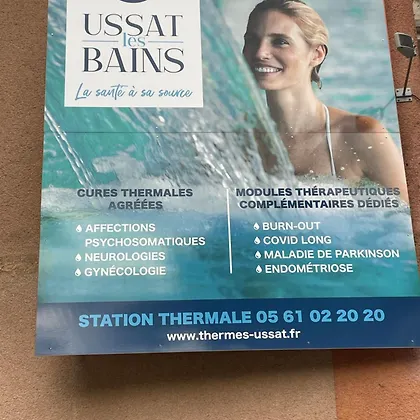 USSAT
les
BAINS
La santé à sa source
CURES THERMALES
AGRÉÉES
AFFECTIONS
PSYCHOSOMATIQUES
NEUROLOGIES
GYNÉCOLOGIE
MODULES THÉRAPEUTIQUES
COMPLÉMENTAIRES DÉDIÉS
BURN-OUT
COVID LONG
MALADIE DE PARKINSON
ENDOMÉTRIOSE
STATION THERMALE 05 61 02 20 20
www.thermes-ussat.fr